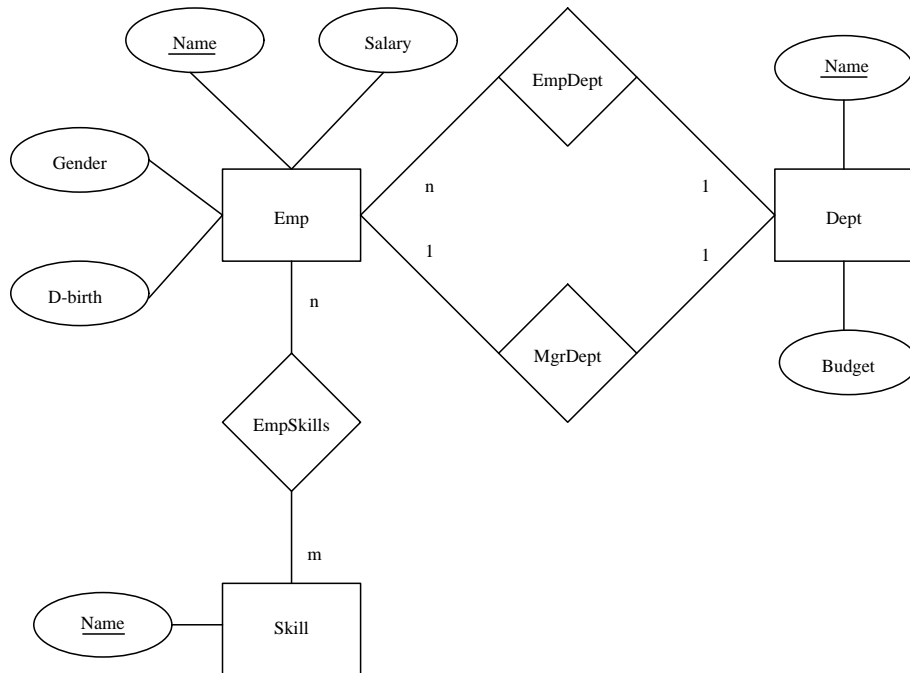 Name
Salary
Name
EmpDept
Gender
n
1
Emp
Dept
1
1
D-birth
n
MgrDept
Budget
EmpSkills
m
Name
Skill